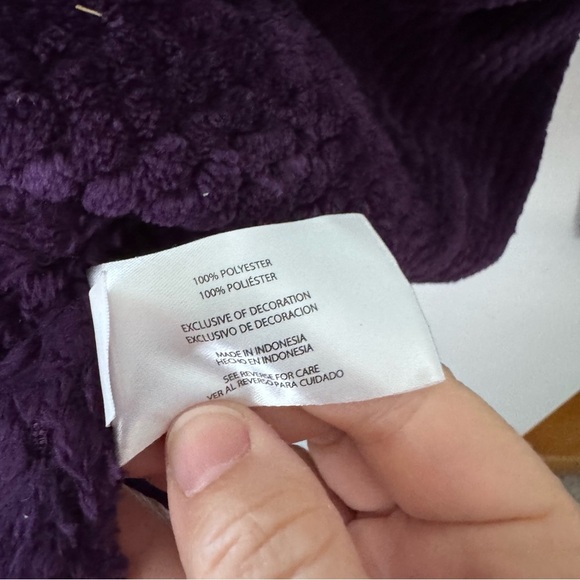 100% POLYESTER
100% POLIÉSTER
EXCLUSIVE OF DECORATION
EXCLUSIVO DE DECORACION
MADE IN INDONESIA
HECHO EN INDONESIA
SEE REVERSE FOR CARE
VER AL REVERSO PARA CUIDADO